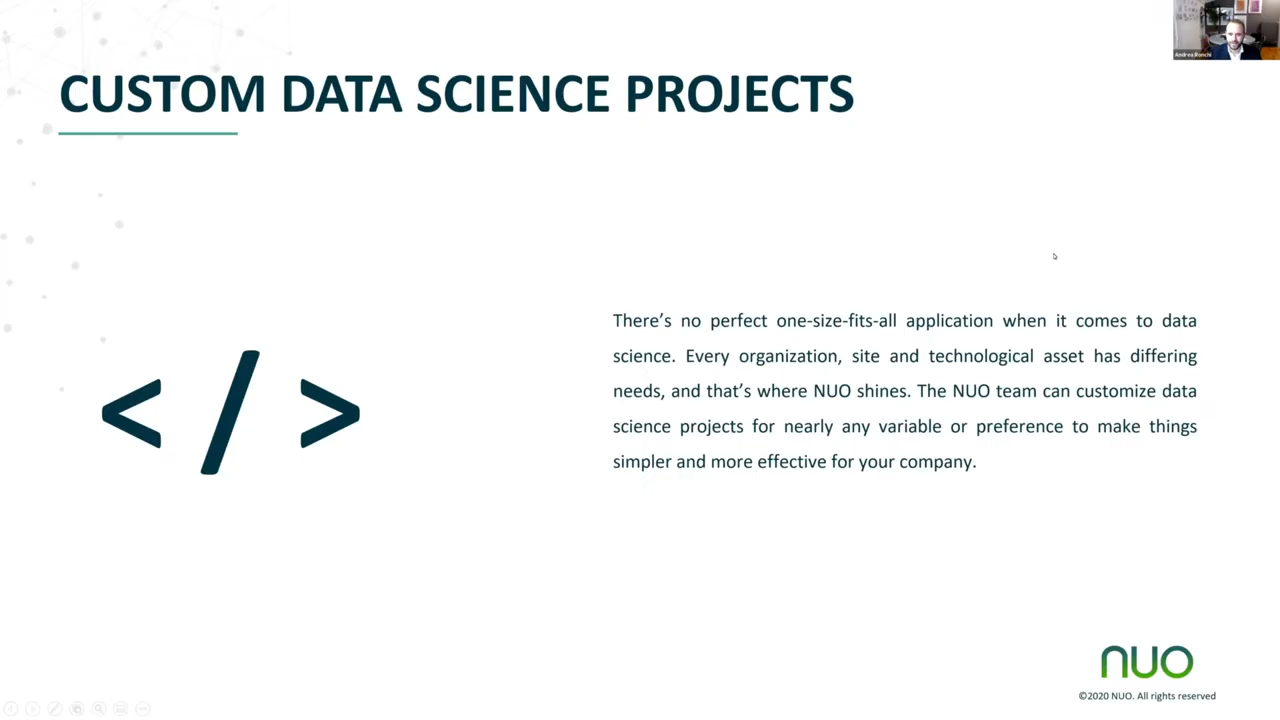 Andrea Ronchi
CUSTOM DATA SCIENCE PROJECTS
There’s no perfect one-size-fits-all application when it comes to data
science. Every organization, site and technological asset has differing
needs, and that’s where NUO shines. The NUO team can customize data
science projects for nearly any variable or preference to make things
simpler and more effective for your company.
< / >
nuo
©2020 NUO. All rights reserved